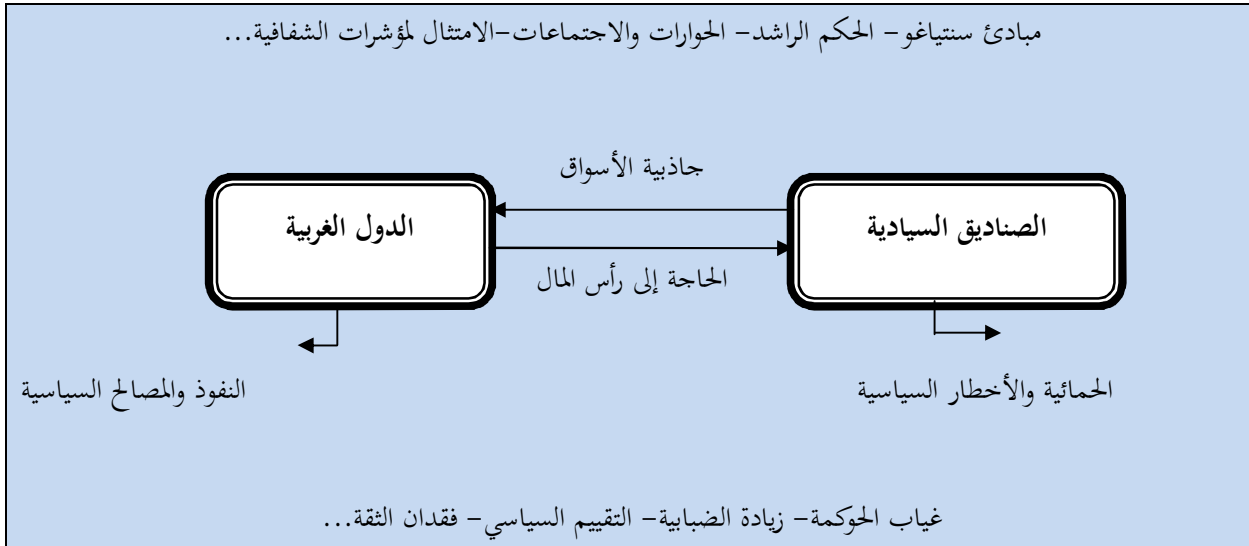 مبادئ سنتياغو – الحكم الراشد – الحوارات والاجتماعات–الامتثال لمؤشرات الشفافية...
جاذبية الأسواق
الصناديق السيادية
الدول الغربية
الحاجة إلى رأس المال
الحمائية والأخطار السياسية
النفوذ والمصالح السياسية
غياب الحوكمة – زيادة الضبابية – التقييم السياسي – فقدان الثقة...